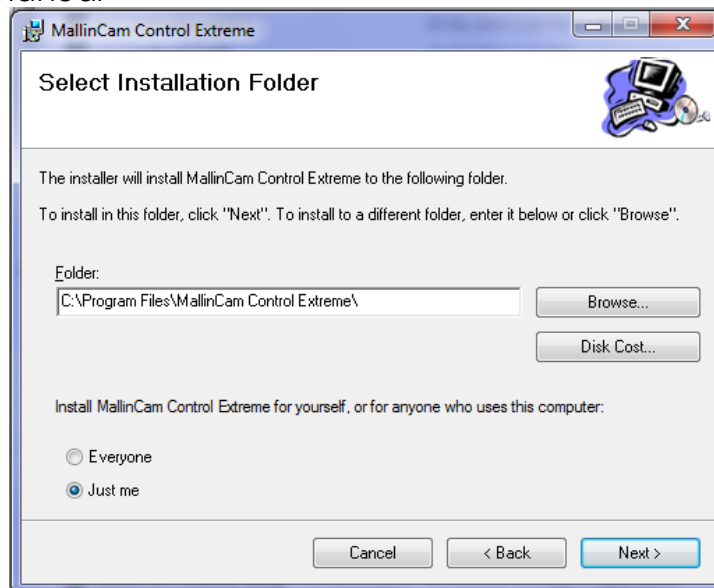 MallinCam Control Extreme
Select Installation Folder
The installer will install MallinCam Control Extreme to the following folder.
To install in this folder, click "Next". To install to a different folder, enter it below or click "Browse".
Folder:
C:\Program Files\MallinCam Control Extreme\
Browse...
Disk Cost...
Install MallinCam Control Extreme for yourself, or for anyone who uses this computer:
Everyone
Just me
Cancel
< Back
Next >